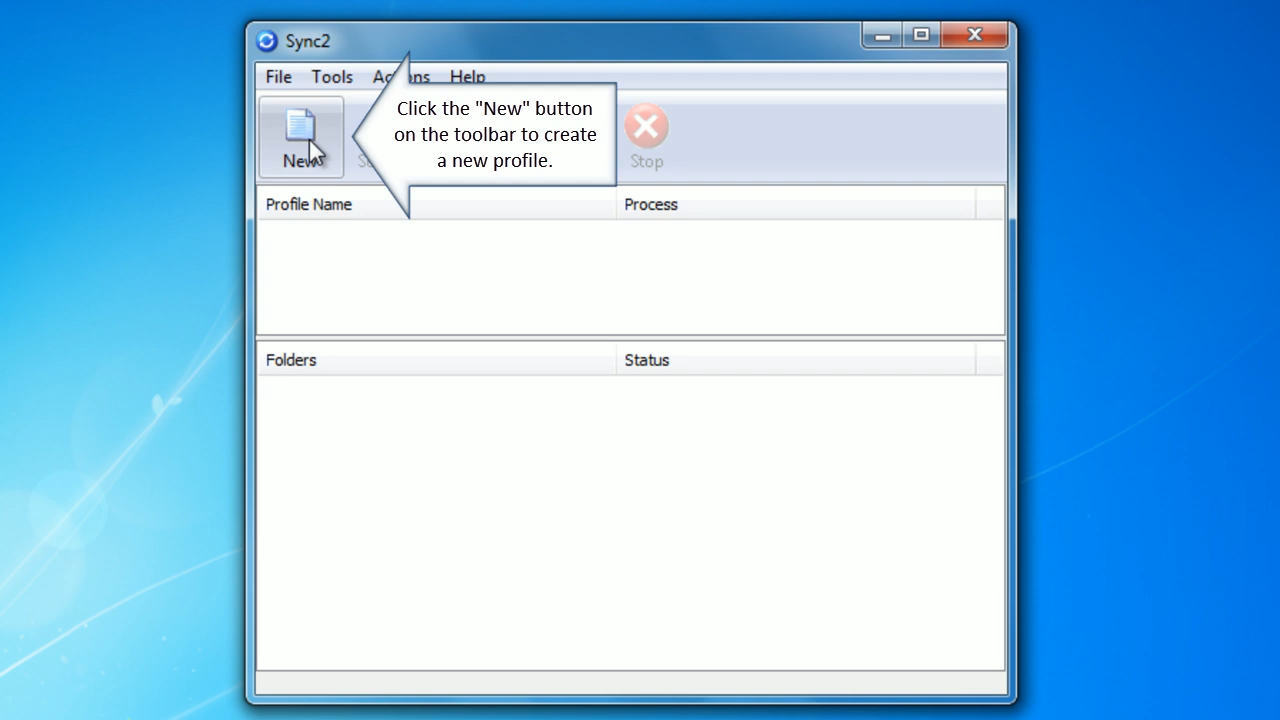 Sync2
File Tools Help
Click the "New" button
on the toolbar to create
a new profile.
New Stop
Profile Name Process
Folders Status